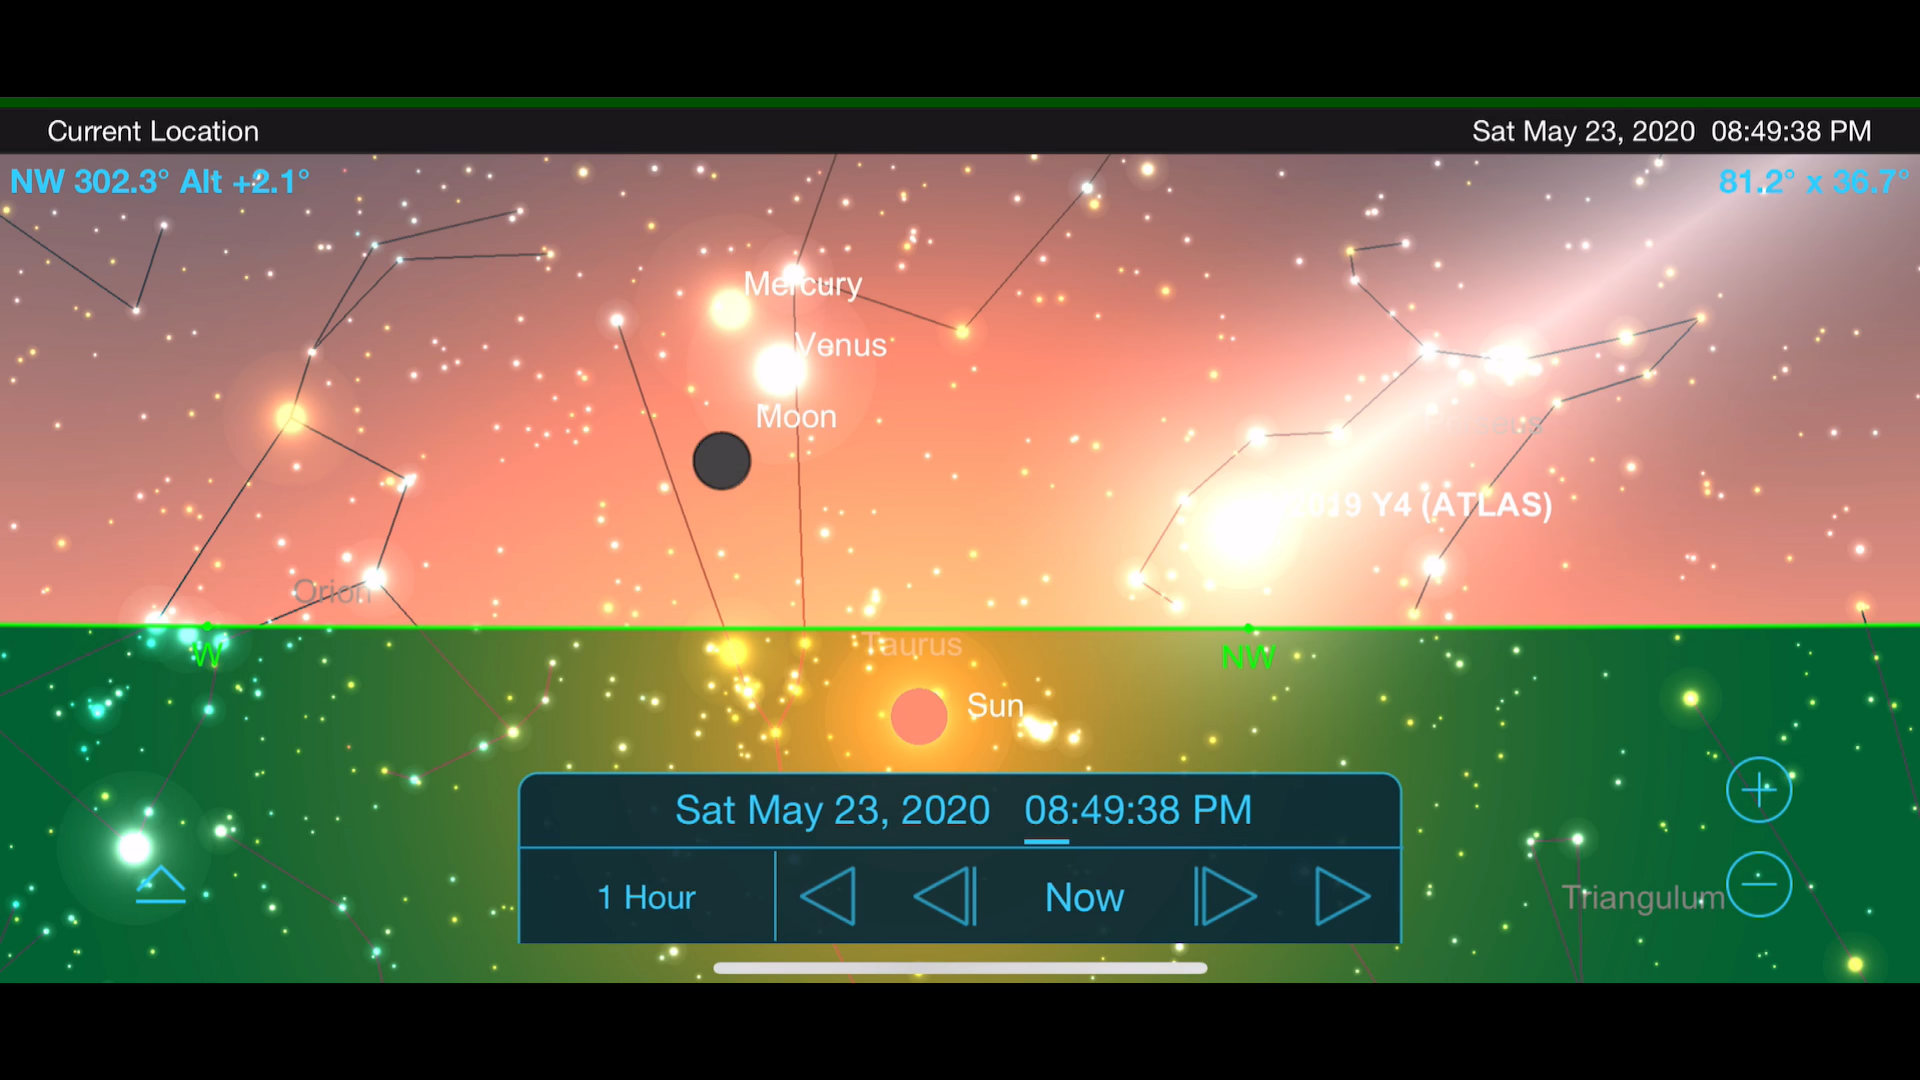 Current Location
Sat May 23, 2020 08:49:38 PM
NW 302.3° Alt +2.1°
81.2° x 36.7°
Mercury
Venus
Moon
Y4 (ATLAS)
Orion
Taurus
W
NW
Sun
Sat May 23, 2020 08:49:38 PM
1 Hour
Now
Triangulum